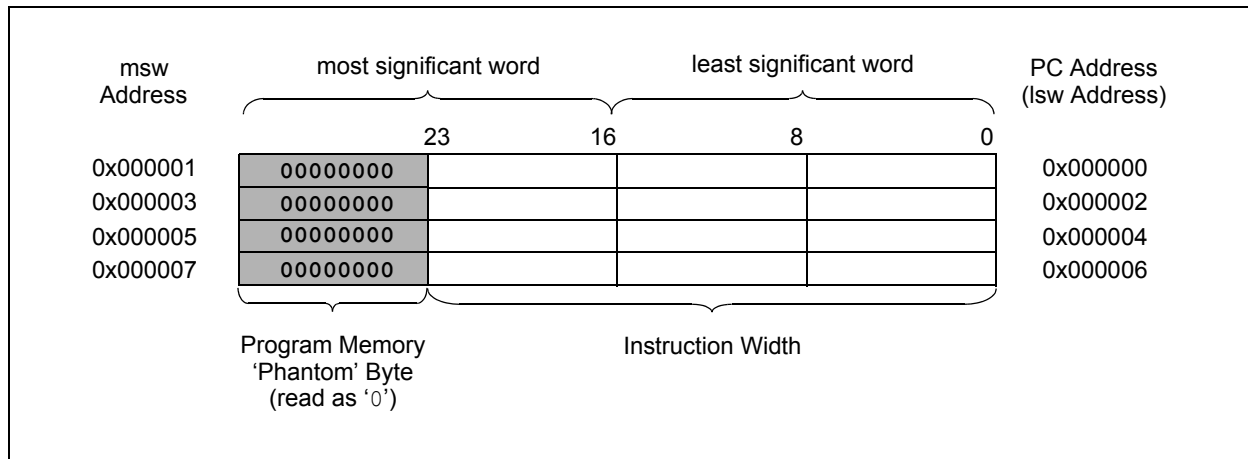 msw Address
most significant word
least significant word
PC Address
(lsw Address)
23 16 8 0
0x000001 00000000 0x000000
0x000003 00000000 0x000002
0x000005 00000000 0x000004
0x000007 00000000 0x000006
Program Memory
‘Phantom’ Byte
(read as ‘0’)
Instruction Width